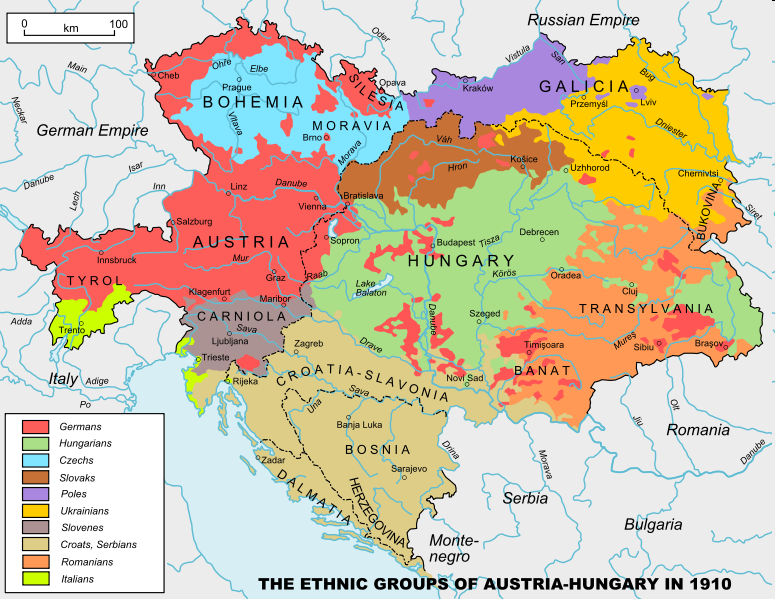 0 100
km
Russian Empire
Oder
Vistula
San
Main
Cheb
Ohře
Elbe
Opava
Kraków
GALICIA
Bug
Prague
SILESIA
Neckar
BOHEMIA
Przemyśl
Lviv
Vltava
MORAVIA
German Empire
Brno
Dniester
Morava
Váh
Isar
Hron
Košice
Uzhhorod
Chernivtsi
Danube
Inn
Linz
Danube
Lech
Vienna
Bratislava
BUKOVINA
Siret
Salzburg
AUSTRIA
Sopron
Budapest
Tisza
Debrecen
Innsbruck
Mur
HUNGARY
TYROL
Graz
Raab
Körös
Oradea
Klagenfurt
Lake
Balaton
Cluj
Maribor
CARNIOLA
Danube
Szeged
TRANSYLVANIA
Adda
Trento
Sava
Ljubljana
Zagreb
Drave
Timișoara
Mureș
Sibiu
Brașov
Trieste
BANAT
Italy
Adige
Rijeka
CROATIA-SLAVONIA
Novi Sad
Po
Sava
Una
Olt
Jiu
Banja Luka
Romania
Germans
Hungarians
Czechs
Slovaks
Poles
Ukrainians
Slovenes
Croats, Serbians
Romanians
Italians
BOSNIA
Drina
Morava
Danube
Zadar
Sarajevo
DALMATIA
HERZEGOVINA
Serbia
Bulgaria
Monte-
negro
THE ETHNIC GROUPS OF AUSTRIA-HUNGARY IN 1910